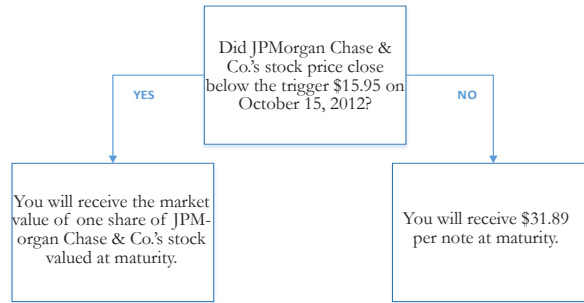 Did JPMorgan Chase &
Co.'s stock price close
below the trigger $15.95 on
October 15, 2012?
YES
NO
You will receive the market
value of one share of JPM-
organ Chase & Co.'s stock
valued at maturity.
You will receive $31.89
per note at maturity.